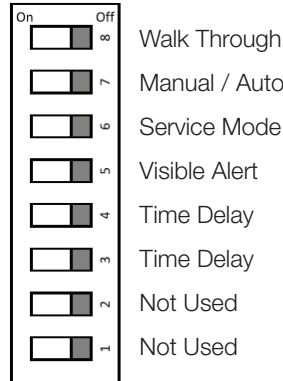 On Off
8 Walk Through
7 Manual / Auto
6 Service Mode
5 Visible Alert
4 Time Delay
3 Time Delay
2 Not Used
1 Not Used